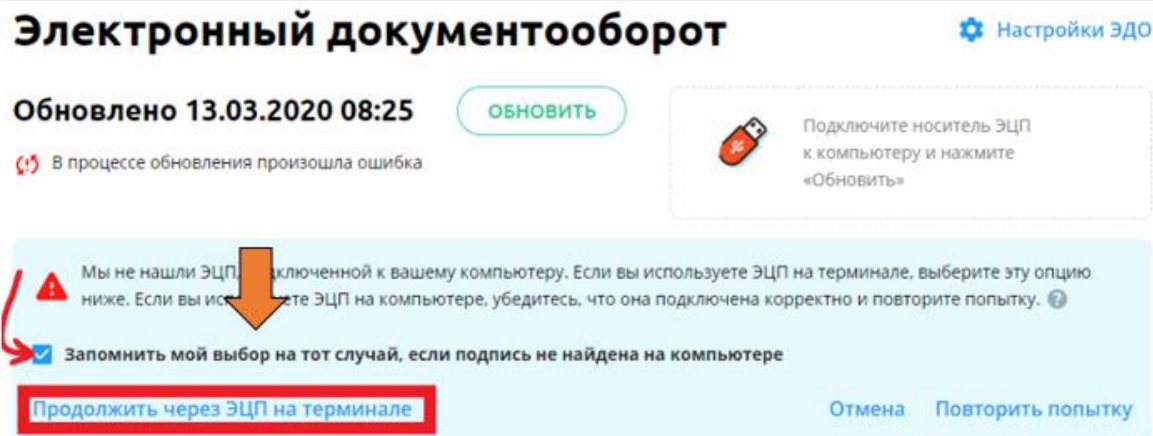 Электронный документооборот
Настройки ЭДО
Обновлено 13.03.2020 08:25
ОБНОВИТЬ
В процессе обновления произошла ошибка
Подключите носитель ЭЦП
к компьютеру и нажмите
«Обновить»
Мы не нашли ЭЦП, к вашему компьютеру. Если вы используете ЭЦП на терминале, выберите эту опцию
ниже. Если вы ЭЦП на компьютере, убедитесь, что она подключена корректно и повторите попытку. ?
Запомнить мой выбор на тот случай, если подпись не найдена на компьютере
Продолжить через ЭЦП на терминале
Отмена
Повторить попытку